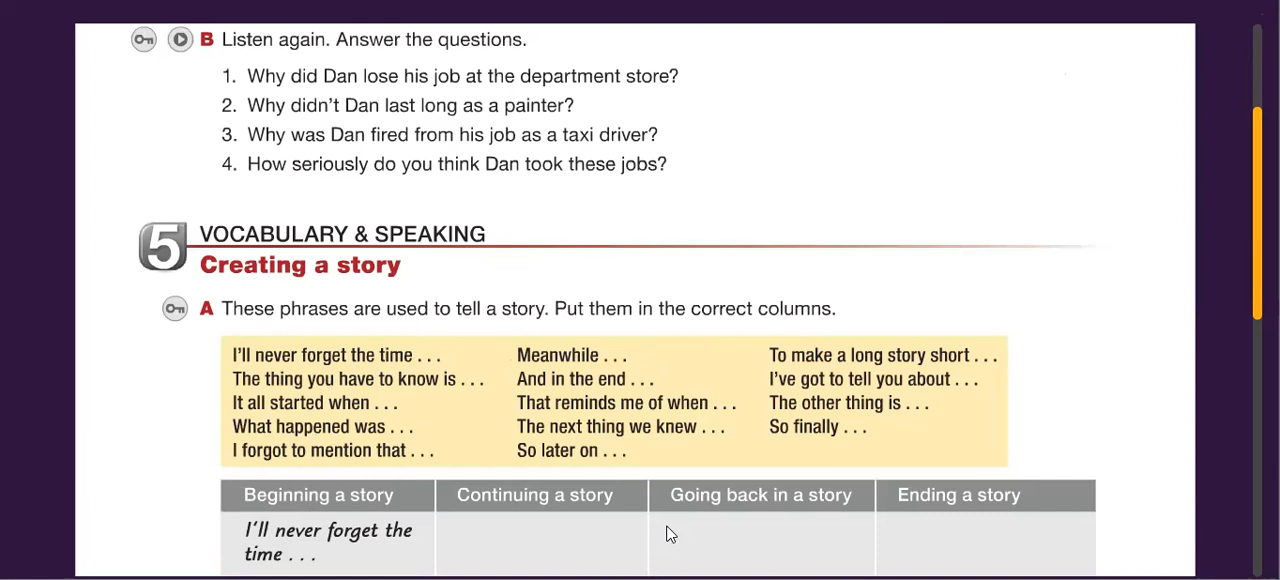 B Listen again. Answer the questions.
1. Why did Dan lose his job at the department store?
2. Why didn't Dan last long as a painter?
3. Why was Dan fired from his job as a taxi driver?
4. How seriously do you think Dan took these jobs?
5 VOCABULARY & SPEAKING
Creating a story
A These phrases are used to tell a story. Put them in the correct columns.
I'll never forget the time . . . Meanwhile . . . To make a long story short . . .
The thing you have to know is . . . And in the end . . . I've got to tell you about . . .
It all started when . . . That reminds me of when . . . The other thing is . . .
What happened was . . . The next thing we knew . . . So finally . . .
I forgot to mention that . . . So later on . . .
Beginning a story Continuing a story Going back in a story Ending a story
I'll never forget the
time . . .